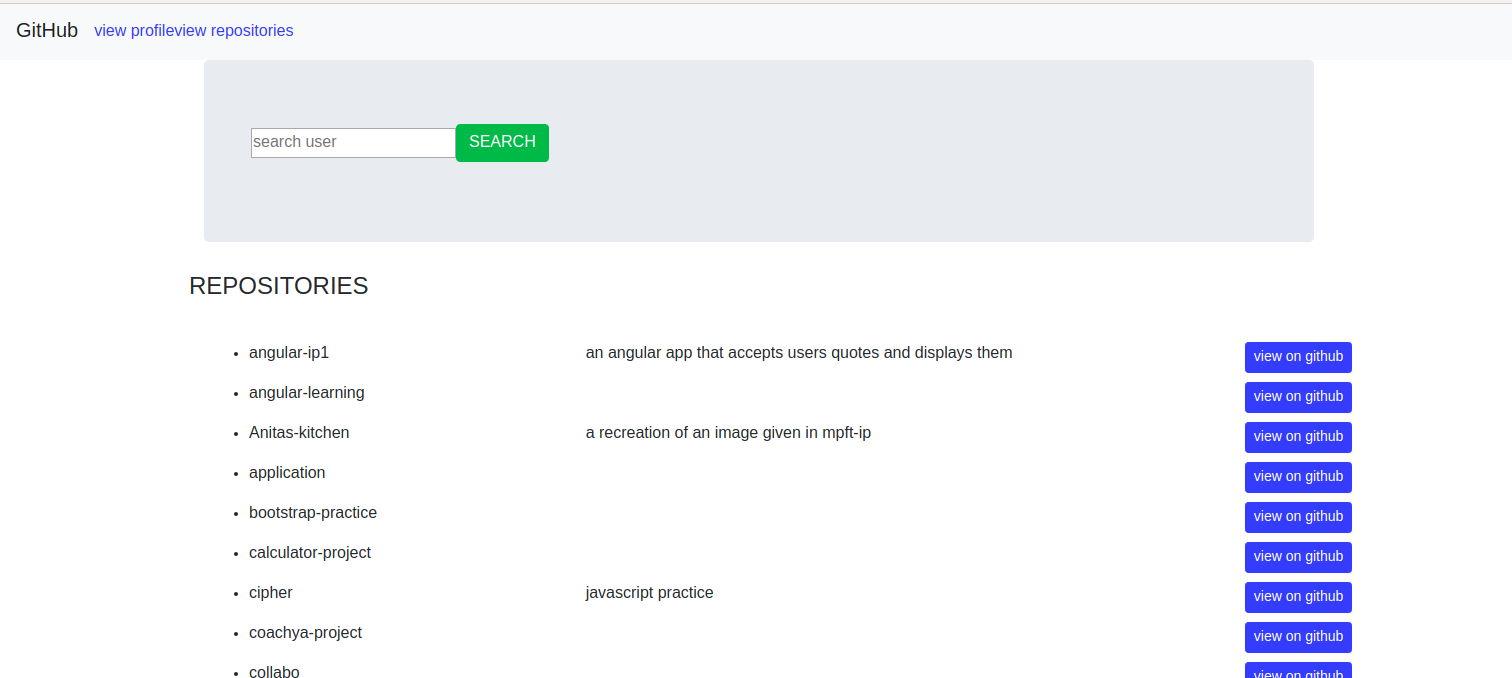 GitHub view profileview repositories
search user SEARCH
REPOSITORIES
angular-ip1 an angular app that accepts users quotes and displays them view on github
angular-learning view on github
Anitas-kitchen a recreation of an image given in mpft-ip view on github
application view on github
bootstrap-practice view on github
calculator-project view on github
cipher javascript practice view on github
coachya-project view on github
collabo view on github